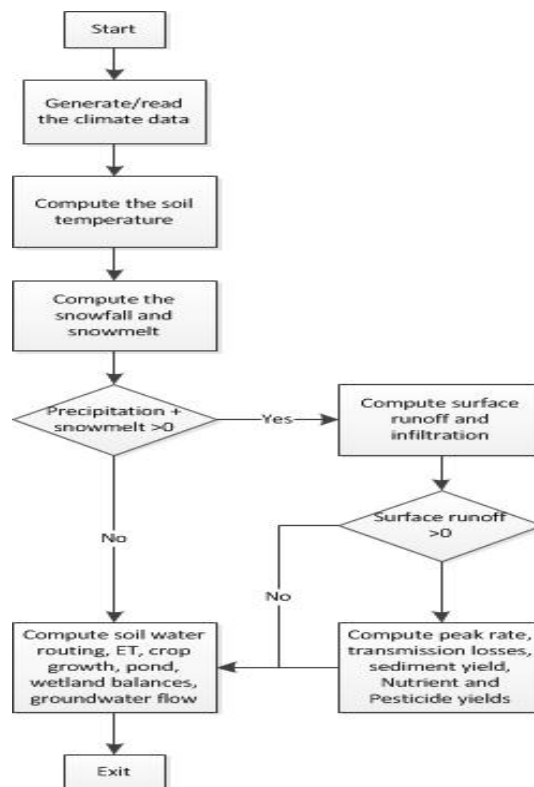 Start
Generate/read
the climate data
Compute the soil
temperature
Compute the
snowfall and
snowmelt
Precipitation +
snowmelt >0
Yes
Compute surface
runoff and
infiltration
Surface runoff
>0
No
No
Compute soil water
routing, ET, crop
growth, pond,
wetland balances,
groundwater flow
Compute peak rate,
transmission losses,
sediment yield,
Nutrient and
Pesticide yields
Exit